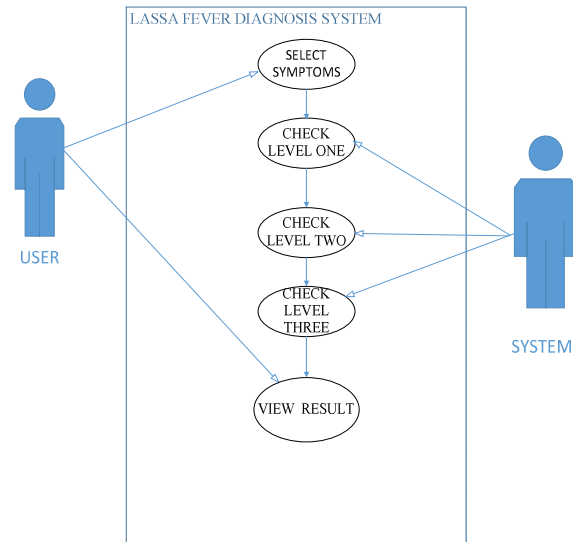 LASSA FEVER DIAGNOSIS SYSTEM
SELECT
SYMPTOMS
CHECK
LEVEL ONE
CHECK
LEVEL TWO
USER
CHECK
LEVEL
THREE
SYSTEM
VIEW RESULT